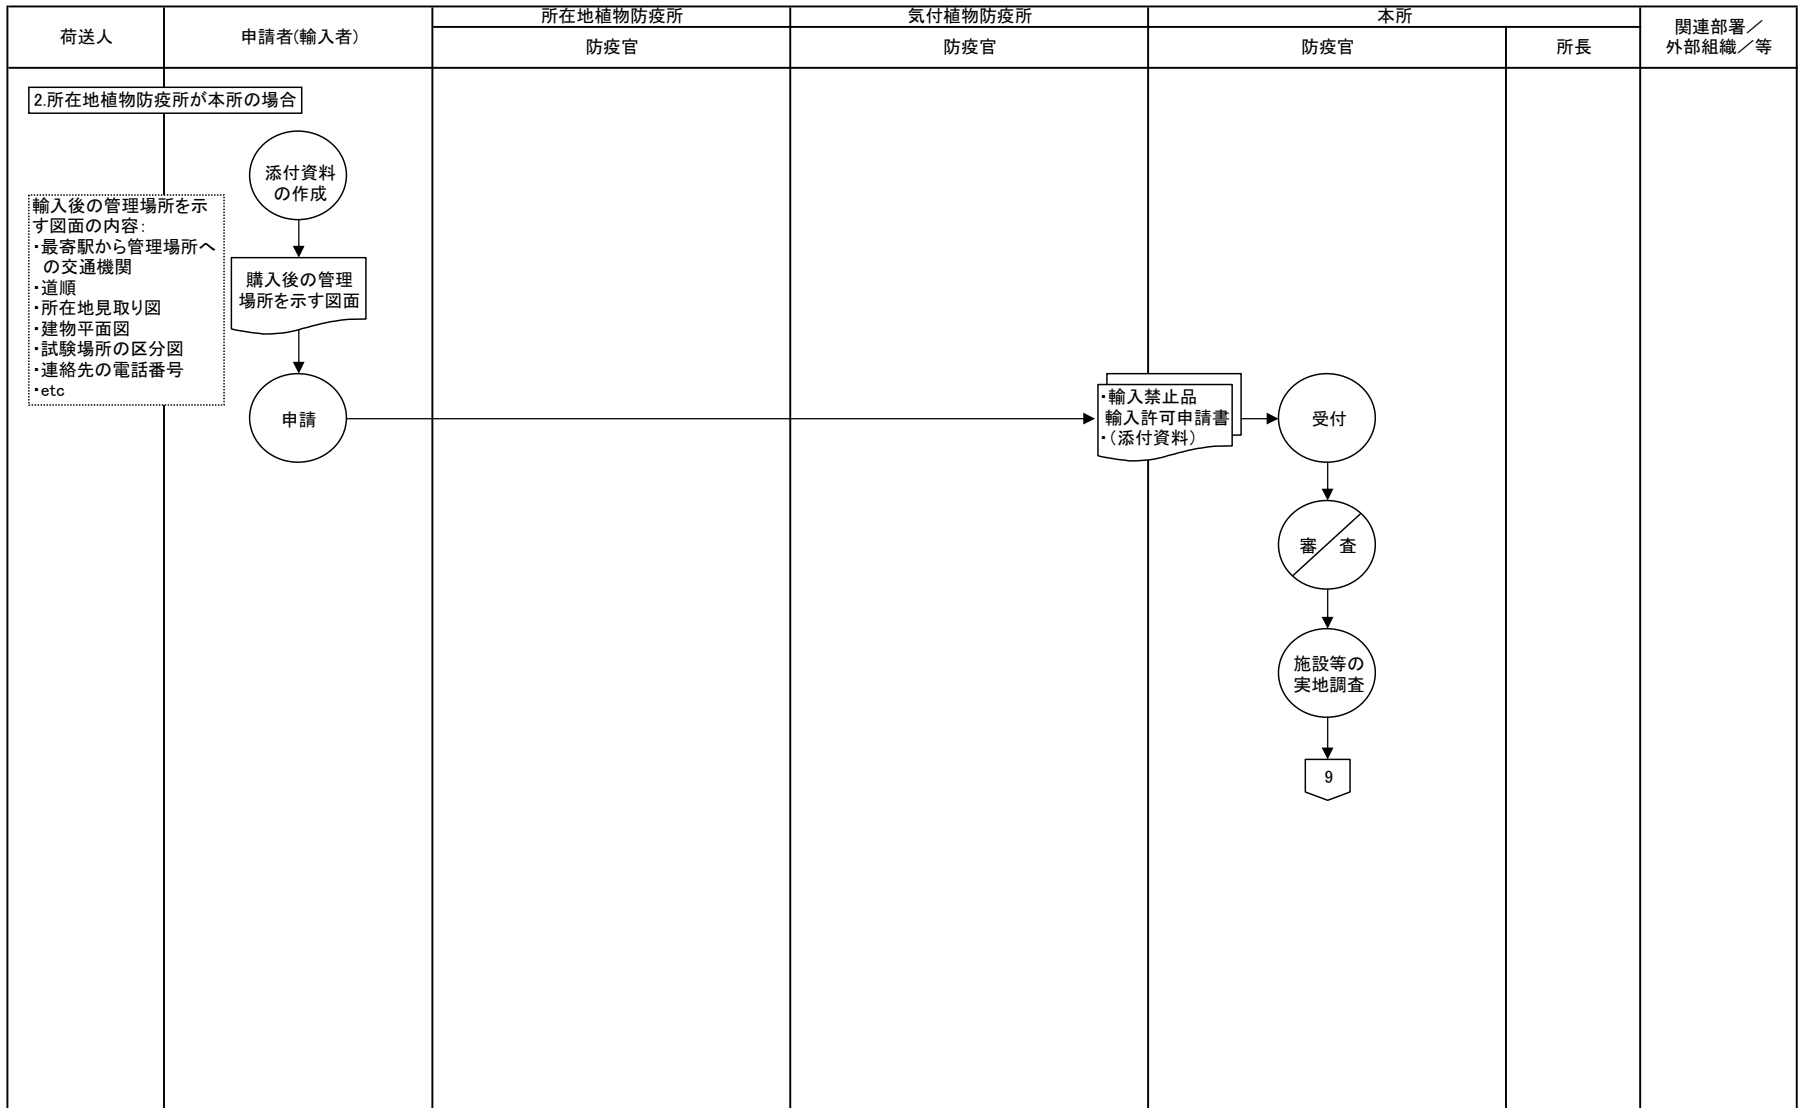 荷送人
申請者(輸入者)
所在地植物防疫所
防疫官
気付植物防疫所
防疫官
本所
防疫官
所長
関連部署／
外部組織／等
2.所在地植物防疫所が本所の場合
添付資料
の作成
輸入後の管理場所を示
す図面の内容：
・最寄駅から管理場所へ
の交通機関
・道順
・所在地見取り図
・建物平面図
・試験場所の区分図
・連絡先の電話番号
・etc
購入後の管理
場所を示す図面
申請
・輸入禁止品
輸入許可申請書
・（添付資料）
受付
審 査
施設等の
実地調査
9